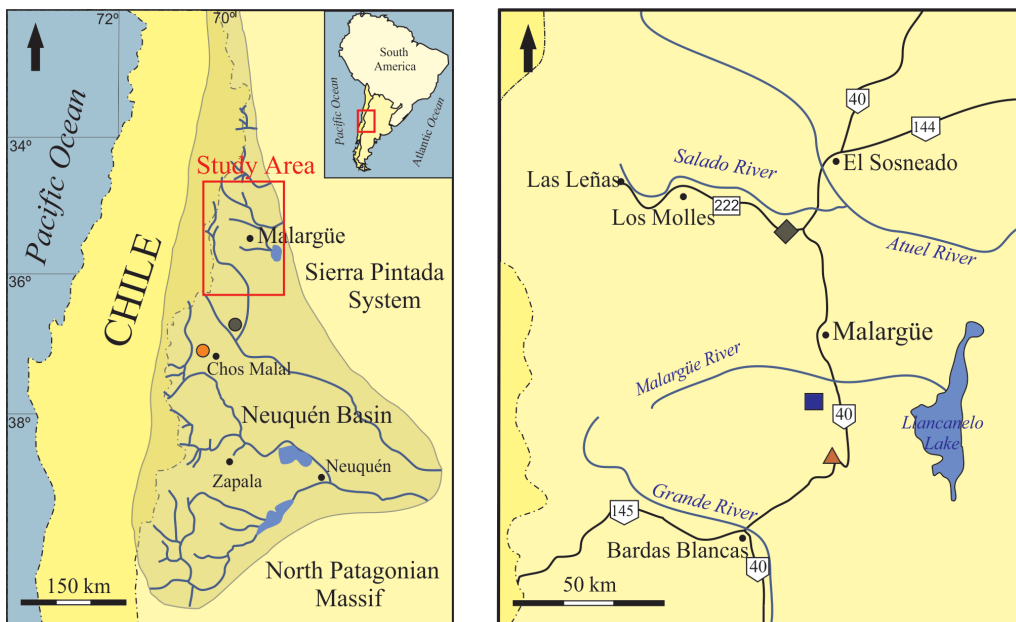 72º
70º
South
America
Pacific Ocean
Atlantic Ocean
Pacific Ocean
34º
Study Area
Malargüe
36º
CHILE
Sierra Pintada
System
Chos Malal
38º
Neuquén Basin
Neuquén
Zapala
North Patagonian
Massif
150 km
40
144
El Sosneado
Salado River
Las Leñas
Los Molles
222
Atuel River
Malargüe
Malargüe River
40
Llancanelo
Lake
Grande River
145
Bardas Blancas
40
50 km